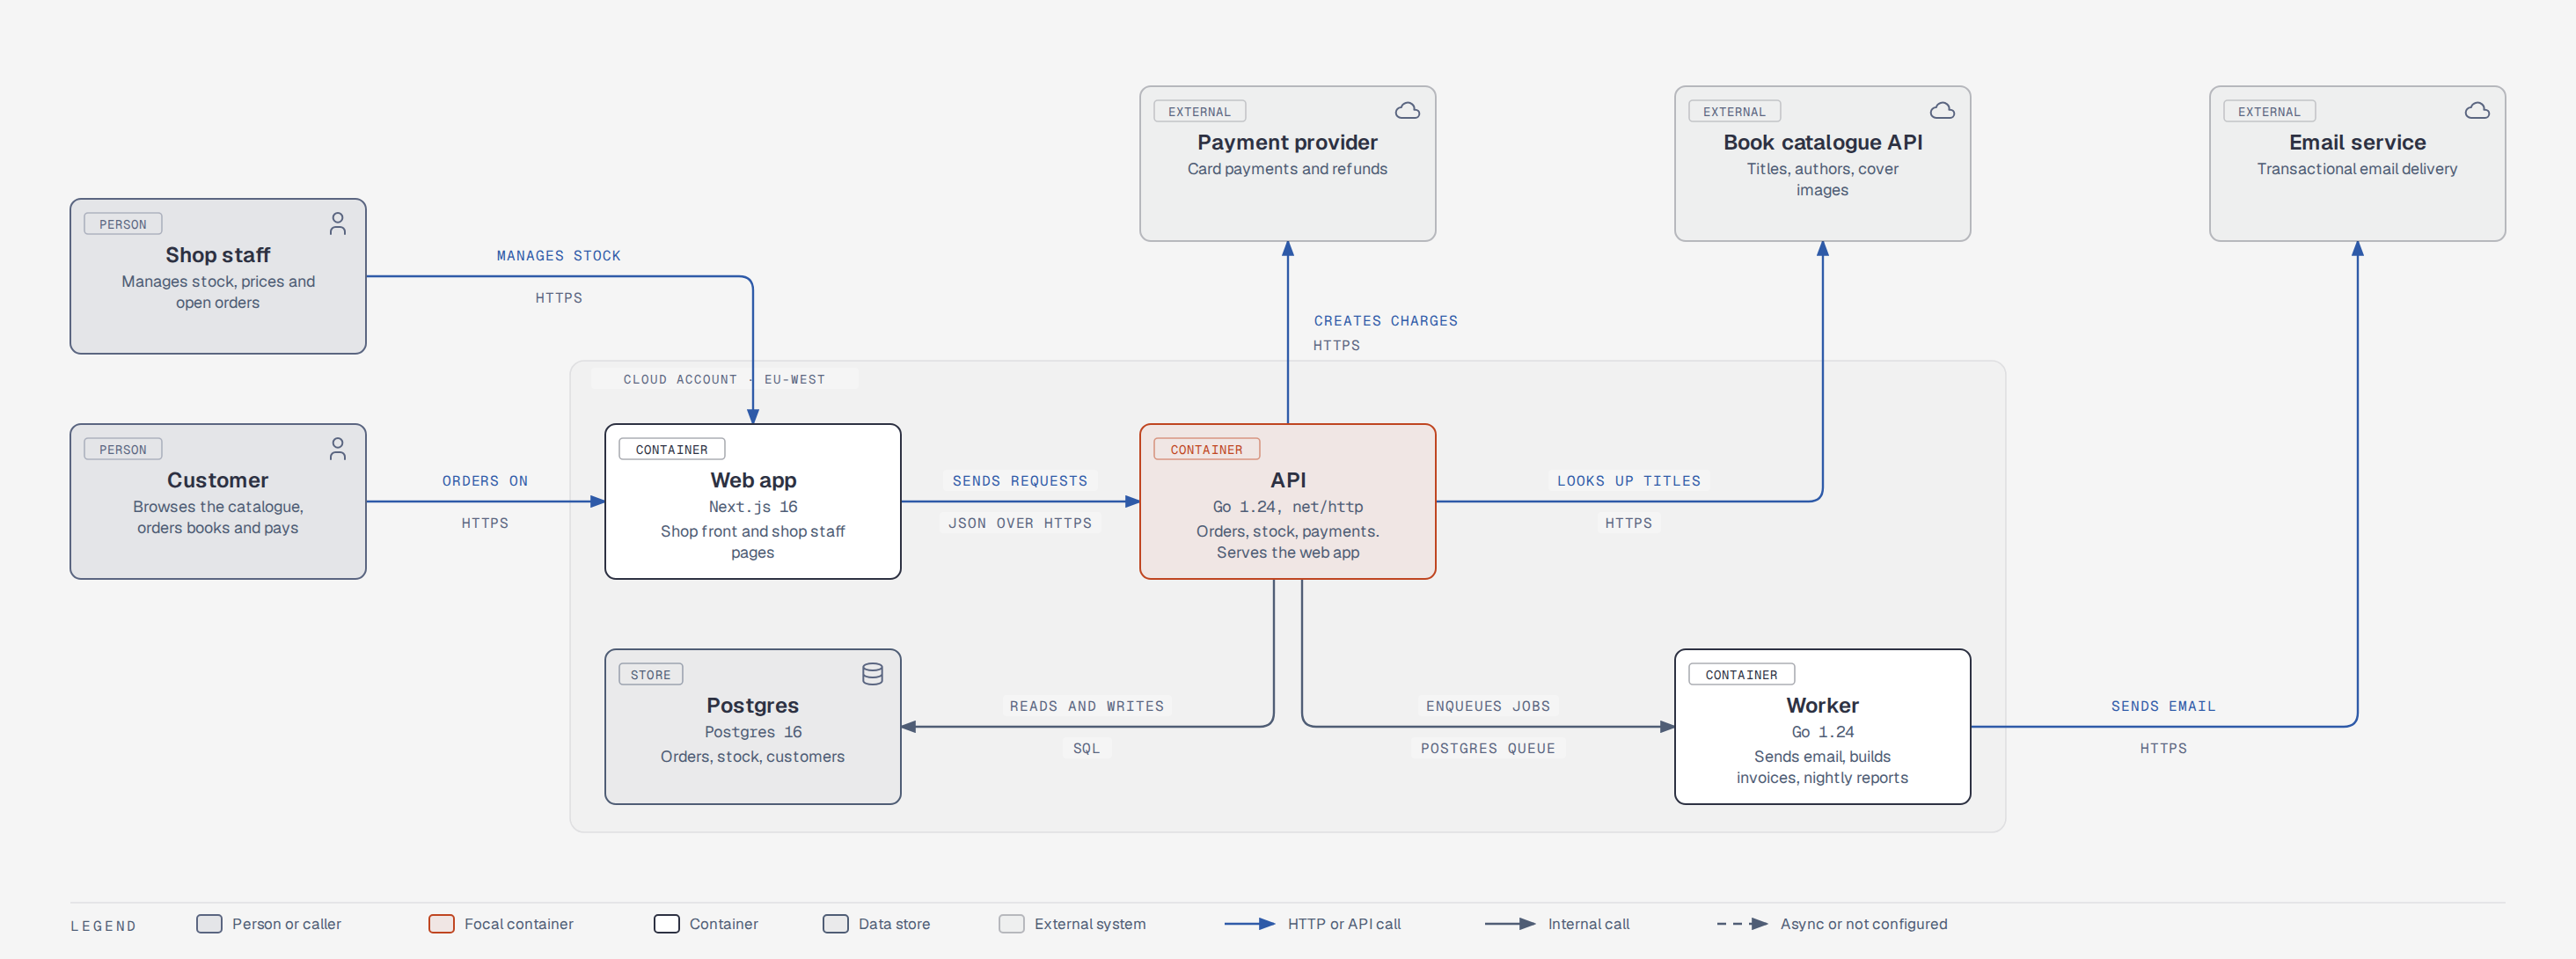 EXTERNAL
Payment provider
Card payments and refunds
EXTERNAL
Book catalogue API
Titles, authors, cover
images
EXTERNAL
Email service
Transactional email delivery
PERSON
Shop staff
Manages stock, prices and
open orders
MANAGES STOCK
HTTPS
CREATES CHARGES
HTTPS
CLOUD ACCOUNT · EU-WEST
PERSON
Customer
Browses the catalogue,
orders books and pays
ORDERS ON
HTTPS
CONTAINER
Web app
Next.js 16
Shop front and shop staff
pages
SENDS REQUESTS
JSON OVER HTTPS
CONTAINER
API
Go 1.24, net/http
Orders, stock, payments.
Serves the web app
LOOKS UP TITLES
HTTPS
STORE
Postgres
Postgres 16
Orders, stock, customers
READS AND WRITES
SQL
ENQUEUES JOBS
POSTGRES QUEUE
CONTAINER
Worker
Go 1.24
Sends email, builds
invoices, nightly reports
SENDS EMAIL
HTTPS
LEGEND
Person or caller
Focal container
Container
Data store
External system
HTTP or API call
Internal call
Async or not configured